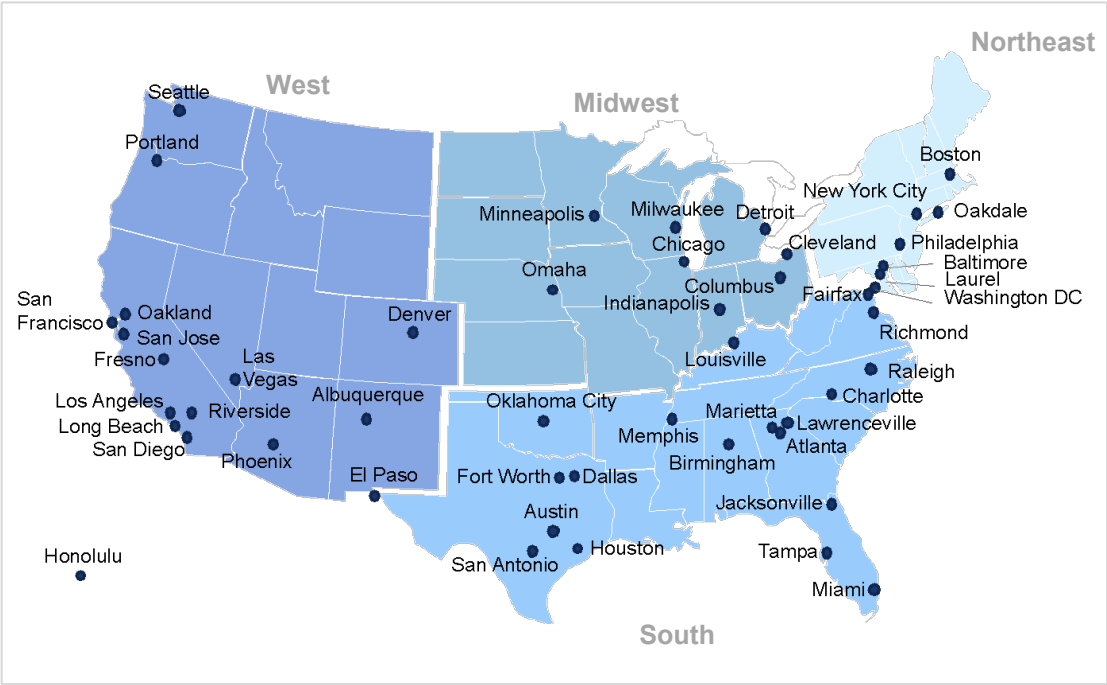 Northeast
West
Midwest
Seattle
Portland
Boston
New York City
Oakdale
Minneapolis
Milwaukee
Detroit
Chicago
Cleveland
Philadelphia
Baltimore
Laurel
Washington DC
Omaha
Columbus
Indianapolis
Fairfax
San
Francisco
Oakland
San Jose
Denver
Richmond
Fresno
Las
Vegas
Louisville
Raleigh
Albuquerque
Los Angeles
Riverside
Long Beach
San Diego
Phoenix
Oklahoma City
Charlotte
Marietta
Lawrenceville
Memphis
Atlanta
Birmingham
El Paso
Fort Worth
Dallas
Jacksonville
Austin
Houston
San Antonio
Tampa
Honolulu
Miami
South